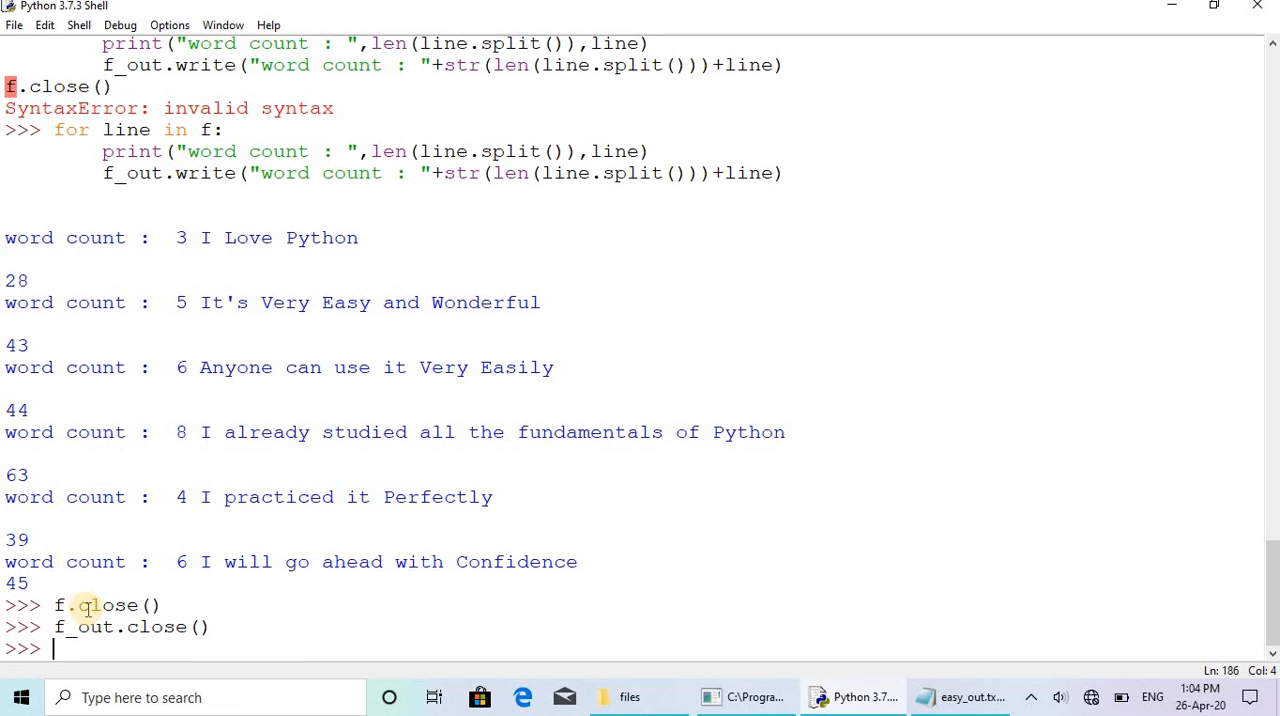 Python 3.7.3 Shell
File Edit Shell Debug Options Window Help
print("word count : ",len(line.split()),line)
f_out.write("word count : "+str(len(line.split()))+line)
f.close()
SyntaxError: invalid syntax
>>> for line in f:
print("word count : ",len(line.split()),line)
f_out.write("word count : "+str(len(line.split()))+line)
word count :  3 I Love Python
28
word count :  5 It's Very Easy and Wonderful
43
word count :  6 Anyone can use it Very Easily
44
word count :  8 I already studied all the fundamentals of Python
63
word count :  4 I practiced it Perfectly
39
word count :  6 I will go ahead with Confidence
45
>>> f.close()
>>> f_out.close()
>>>
Ln: 186 Col: 4
Type here to search files C:\Progra... Python 3.7.... easy_out.tx... ENG 1:04 PM
26-Apr-20